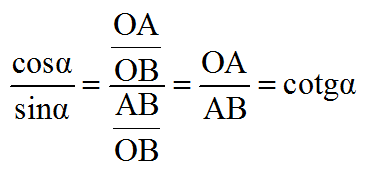 cosα/sinα = (OA/OB)/(AB/OB) = OA/AB = cotgα